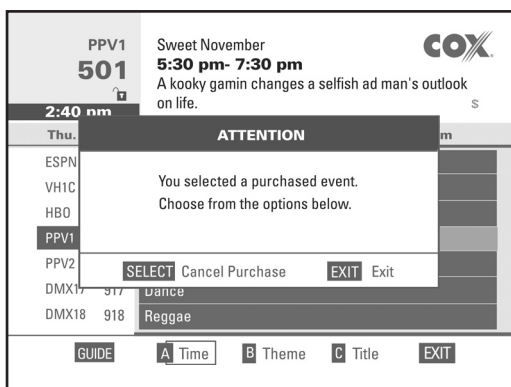 PPV1
501
2:40 pm
Sweet November
5:30 pm- 7:30 pm
A kooky gamin changes a selfish ad man's outlook
on life.
COX
$
Thu.
m
ATTENTION
You selected a purchased event.
Choose from the options below.
SELECT Cancel Purchase EXIT Exit
ESPN
VH1C
HBO
PPV1
PPV2
DMX17 917 Dance
DMX18 918 Reggae
GUIDE A Time B Theme C Title EXIT